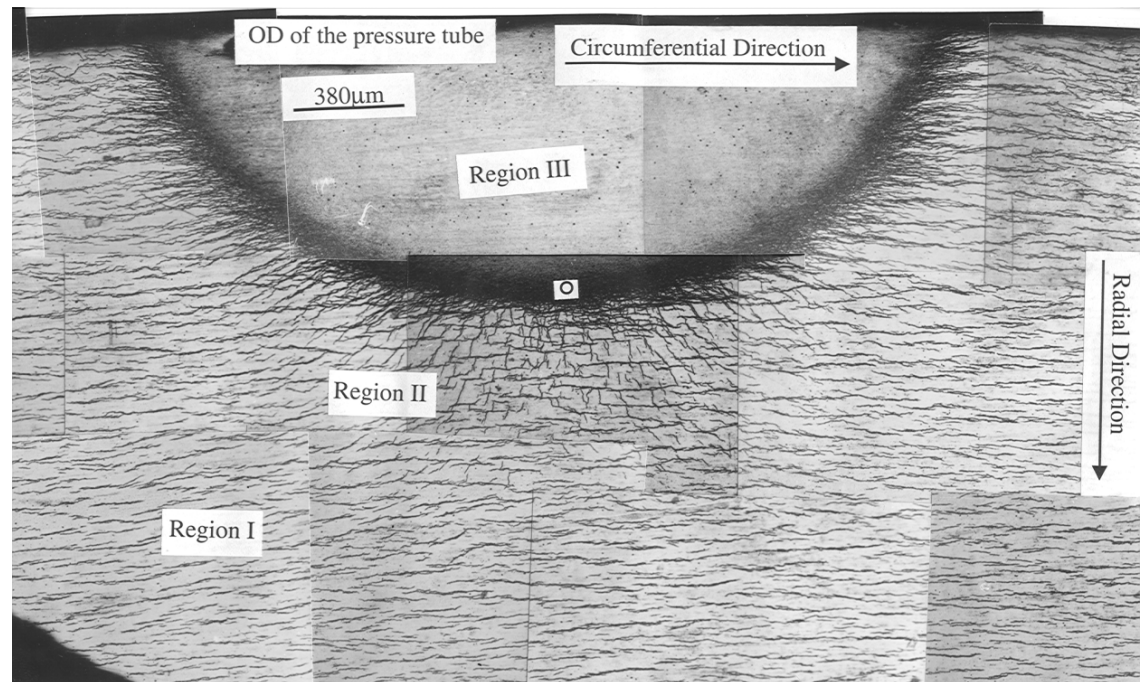 OD of the pressure tube
Circumferential Direction
380μm
Region III
O
Radial Direction
Region II
Region I